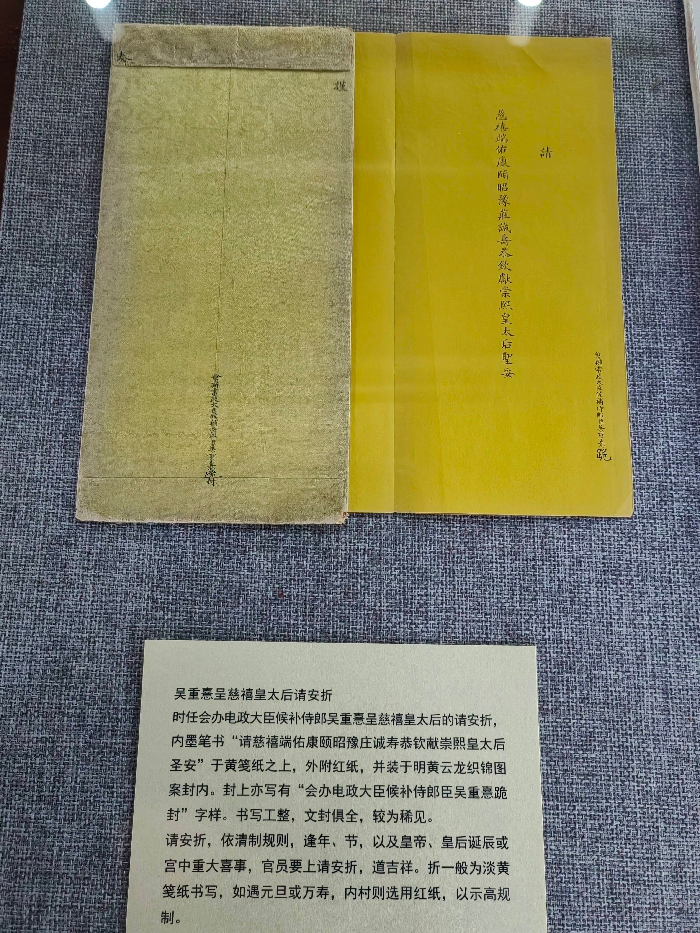 謹
請
慈禧端佑康頤昭豫莊誠壽恭欽獻崇熙皇太后聖安
吴重憙呈慈禧皇太后请安折
时任会办电政大臣候补侍郎吴重憙呈慈禧皇太后的请安折，
内墨笔书“请慈禧端佑康颐昭豫庄诚寿恭钦献崇熙皇太后
圣安”于黄笺纸之上，外附红纸，并装于明黄云龙织锦图
案封内。封上亦写有“会办电政大臣候补侍郎臣吴重憙跪
封”字样。书写工整，文封俱全，较为稀见。
请安折，依清制规则，逢年、节，以及皇帝、皇后诞辰或
宫中重大喜事，官员要上请安折，道吉祥。折一般为淡黄
笺纸书写，如遇元旦或万寿，内村则选用红纸，以示高规
制。